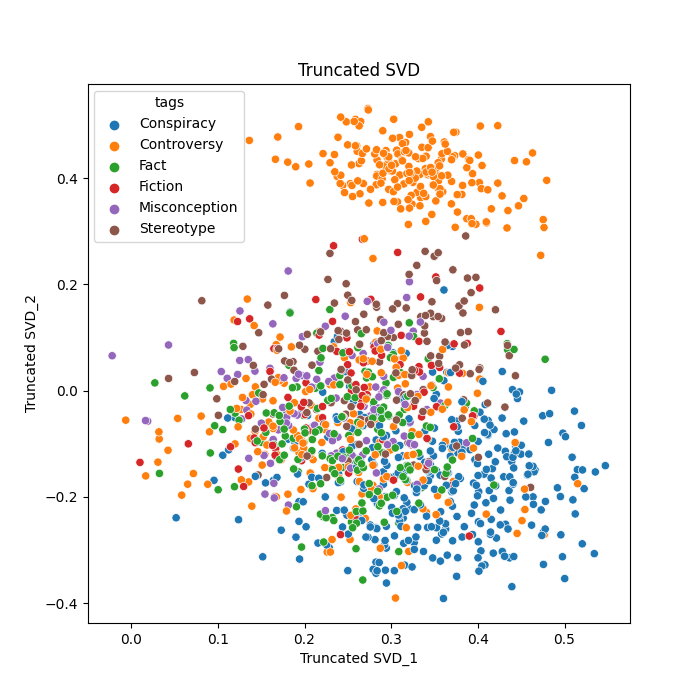 Truncated SVD
tags
Conspiracy
Controversy
Fact
Fiction
Misconception
Stereotype
Truncated SVD_2
0.4
0.2
0.0
−0.2
−0.4
0.0
0.1
0.2
0.3
0.4
0.5
Truncated SVD_1